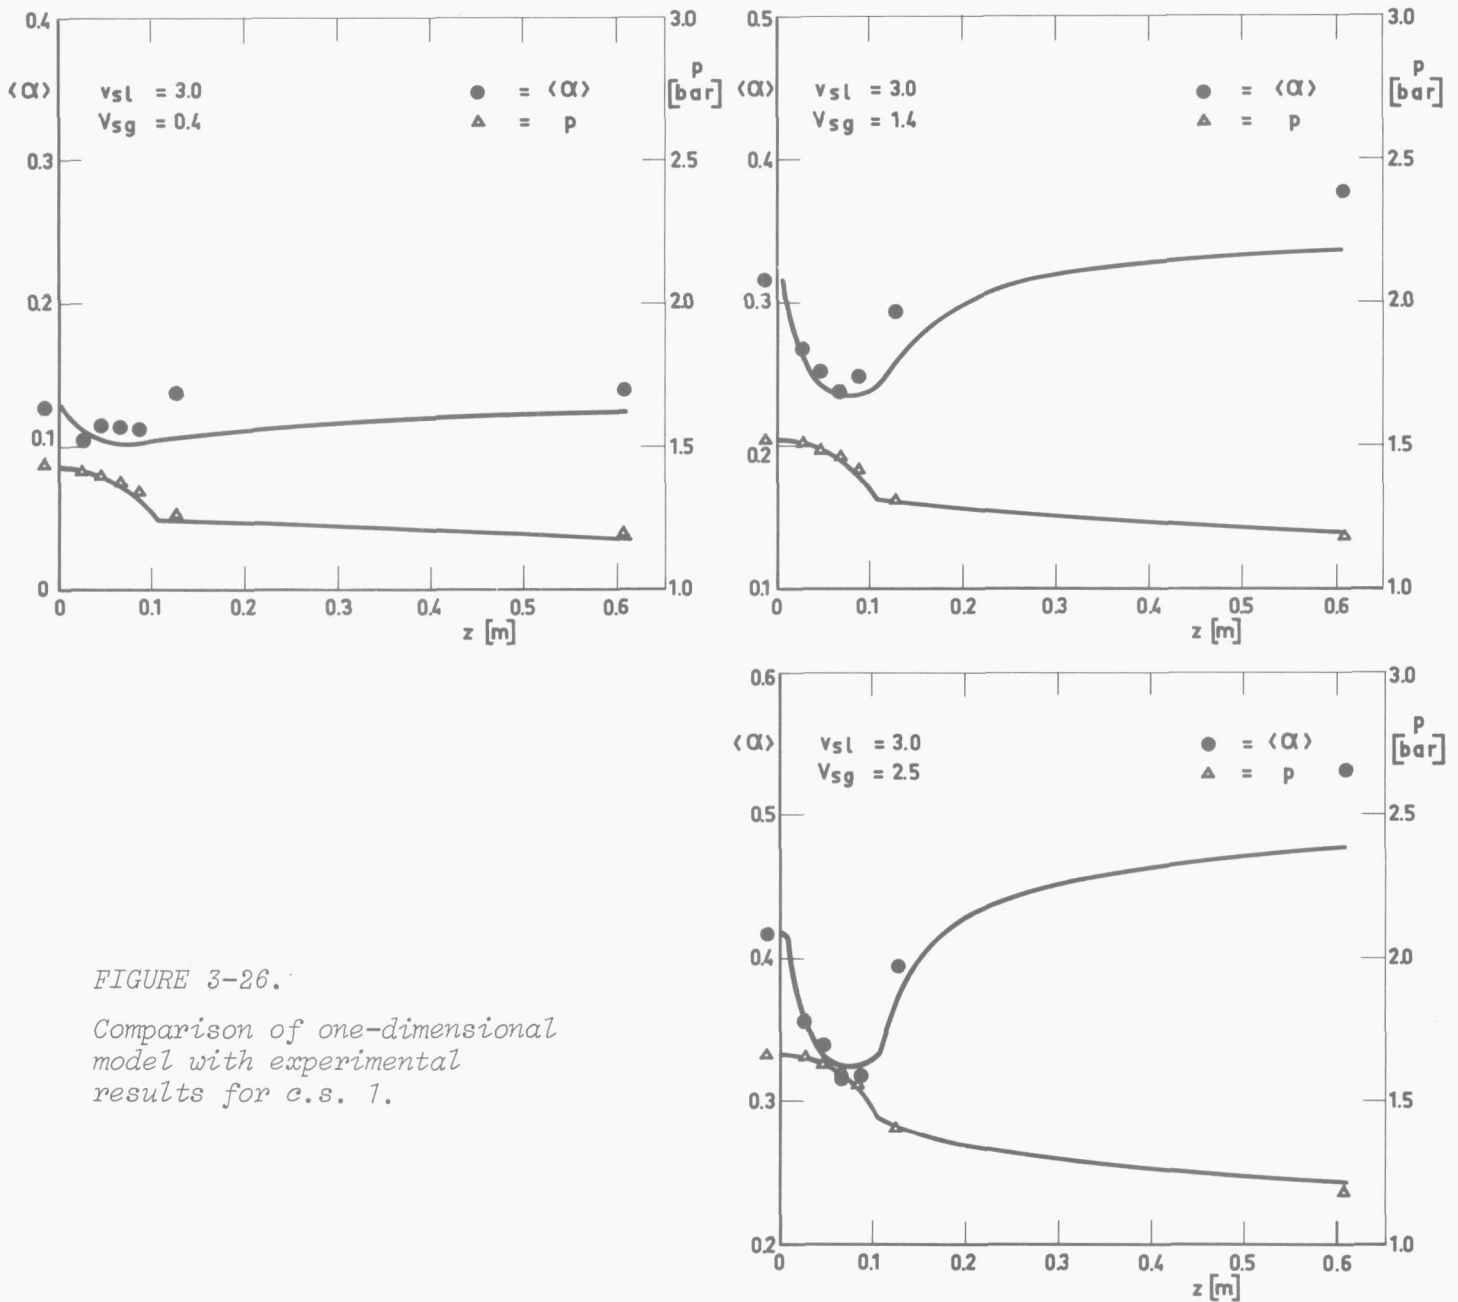 0.4
3.0
⟨α⟩
vsl = 3.0
Vsg = 0.4
● = ⟨α⟩
△ = p
p
[bar]
0.3
2.5
0.2
2.0
0.1
1.5
0
1.0
0 0.1 0.2 0.3 0.4 0.5 0.6
z [m]
0.5
3.0
⟨α⟩
vsl = 3.0
Vsg = 1.4
● = ⟨α⟩
△ = p
p
[bar]
0.4
2.5
0.3
2.0
0.2
1.5
0.1
1.0
0 0.1 0.2 0.3 0.4 0.5 0.6
z [m]
0.6
3.0
⟨α⟩
vsl = 3.0
Vsg = 2.5
● = ⟨α⟩
△ = p
p
[bar]
0.5
2.5
0.4
2.0
0.3
1.5
0.2
1.0
0 0.1 0.2 0.3 0.4 0.5 0.6
z [m]
FIGURE 3-26.
Comparison of one-dimensional
model with experimental
results for c.s. 1.